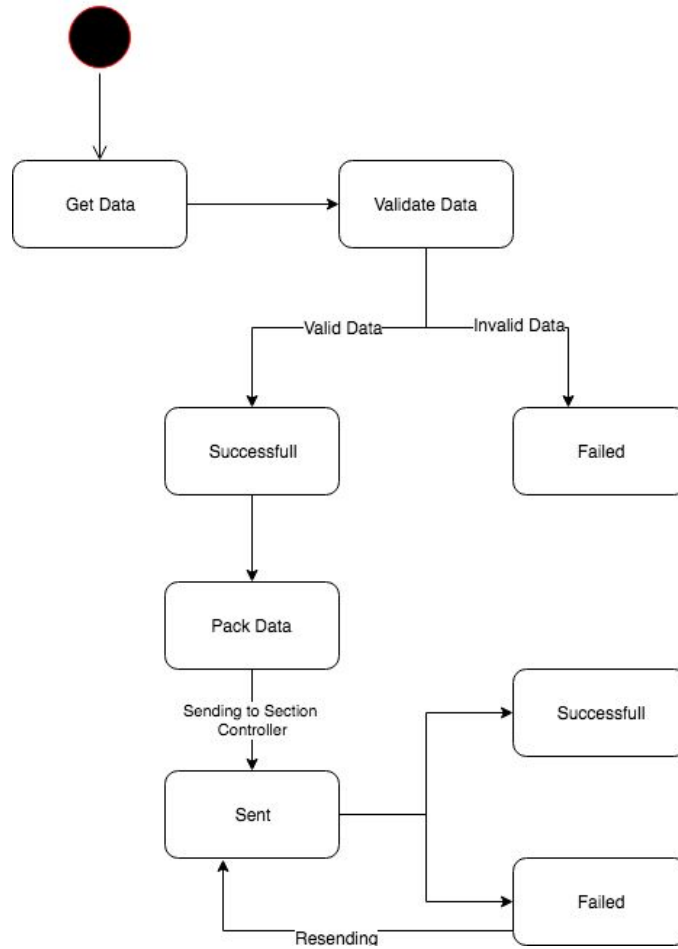 Get Data
Validate Data
Valid Data
Invalid Data
Successfull
Failed
Pack Data
Sending to Section
Controller
Successfull
Sent
Failed
Resending